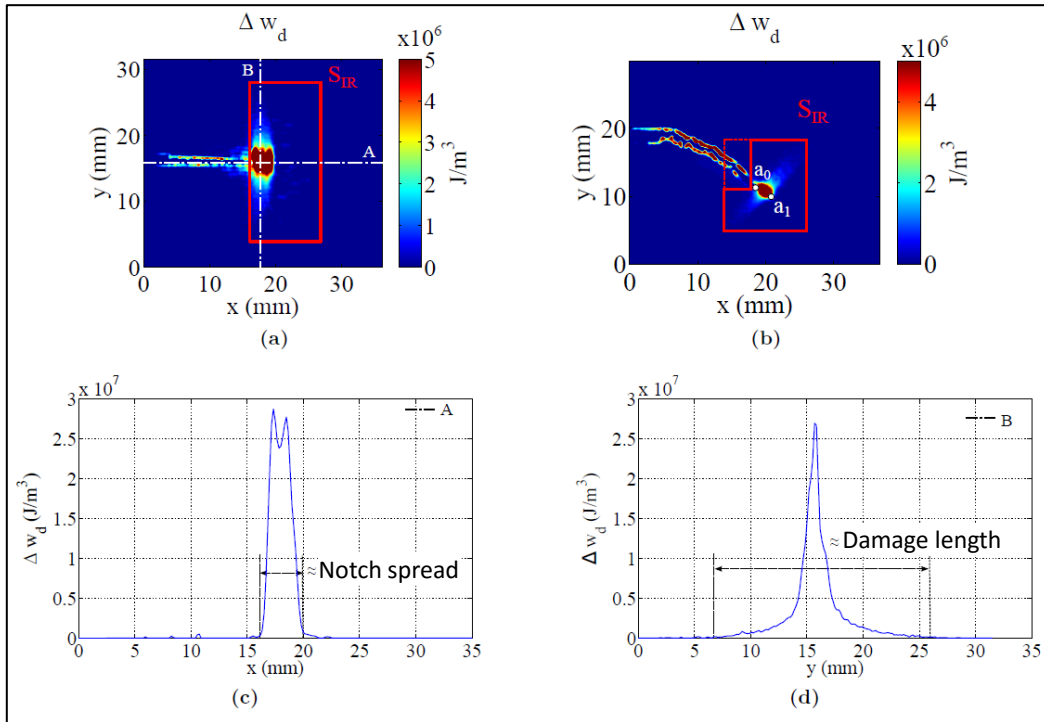 Δ w_d
x10^6
B
S_IR
A
30
20
10
0
y (mm)
0 10 20 30
x (mm)
5
4
3
2
1
0
J/m^3
(a)
Δ w_d
x10^6
S_IR
a_0
a_1
30
20
10
0
y (mm)
0 10 20 30
x (mm)
4
3
2
1
0
J/m^3
(b)
x 10^7
A
3
2.5
2
1.5
1
0.5
0
Δ w_d (J/m^3)
≈ Notch spread
0 5 10 15 20 25 30 35
x (mm)
(c)
x 10^7
B
3
2.5
2
1.5
1
0.5
0
Δ w_d (J/m^3)
≈ Damage length
0 5 10 15 20 25 30 35
y (mm)
(d)